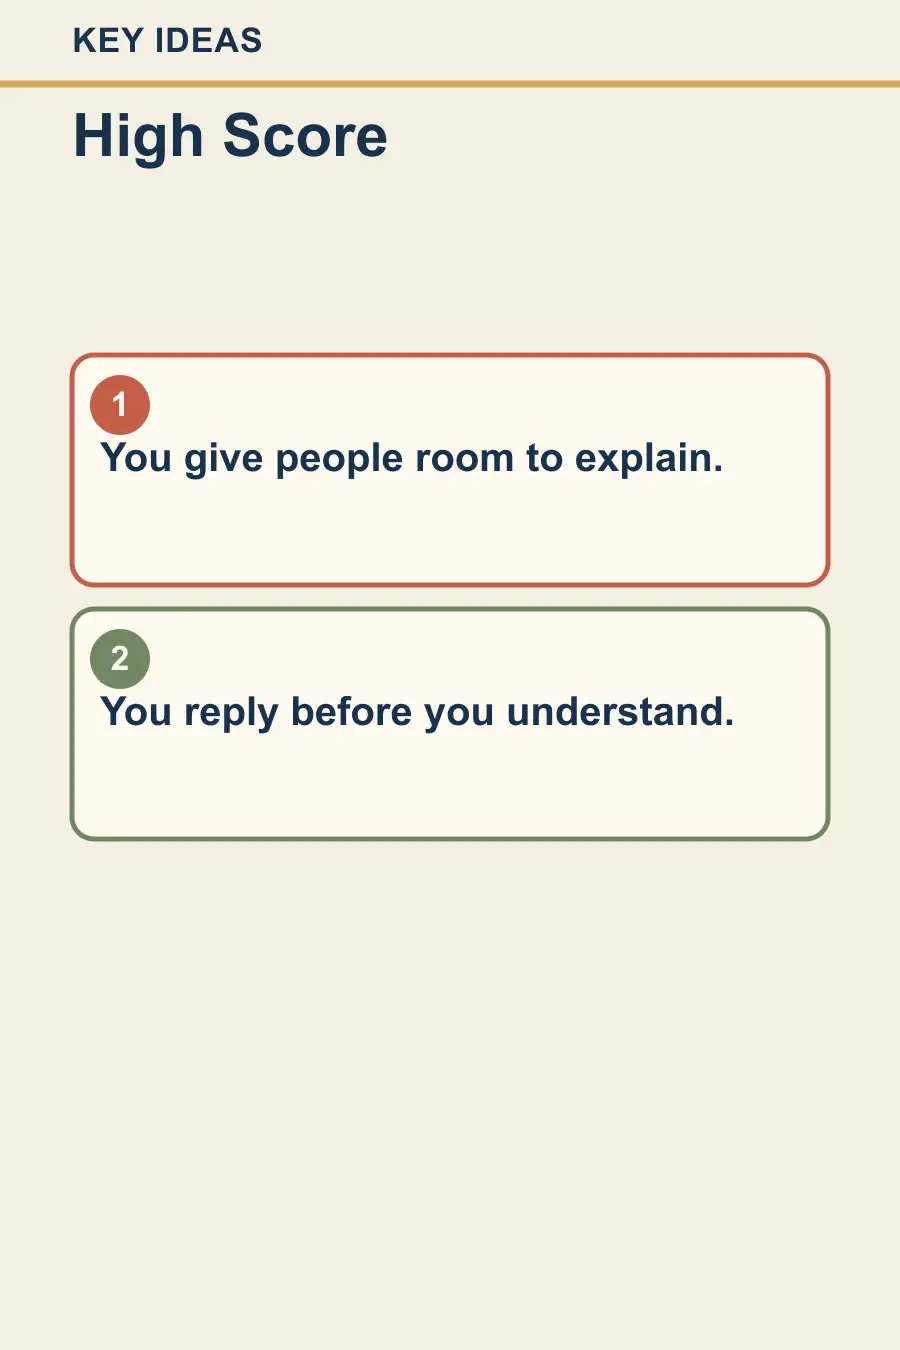 KEY IDEAS
High Score
1
You give people room to explain.
2
You reply before you understand.